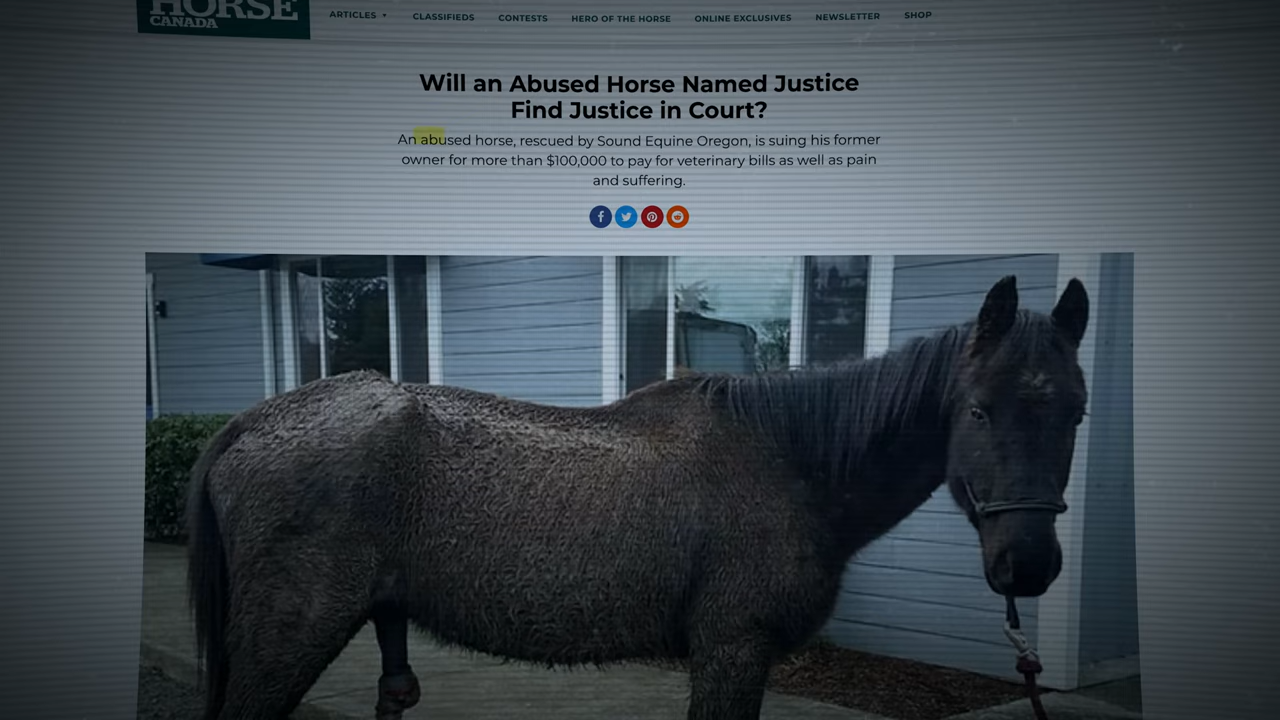 HORSE
CANADA
ARTICLES
CLASSIFIEDS
CONTESTS
HERO OF THE HORSE
ONLINE EXCLUSIVES
NEWSLETTER
SHOP
Will an Abused Horse Named Justice
Find Justice in Court?
An abused horse, rescued by Sound Equine Oregon, is suing his former
owner for more than $100,000 to pay for veterinary bills as well as pain
and suffering.